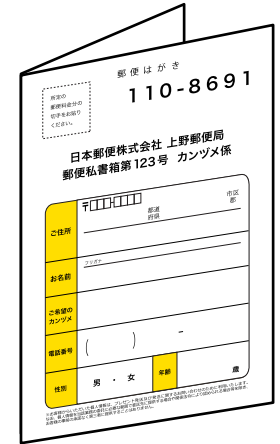 郵便はがき
110-8691
所定の
郵便料金分の
切手をお貼り
ください。
日本郵便株式会社 上野郵便局
郵便私書箱第123号 カンヅメ係
ご住所
〒
都道
府県
市区
郡
お名前
フリガナ
ご希望の
カンヅメ
電話番号
( ) -
性別
男・女
年齢
歳